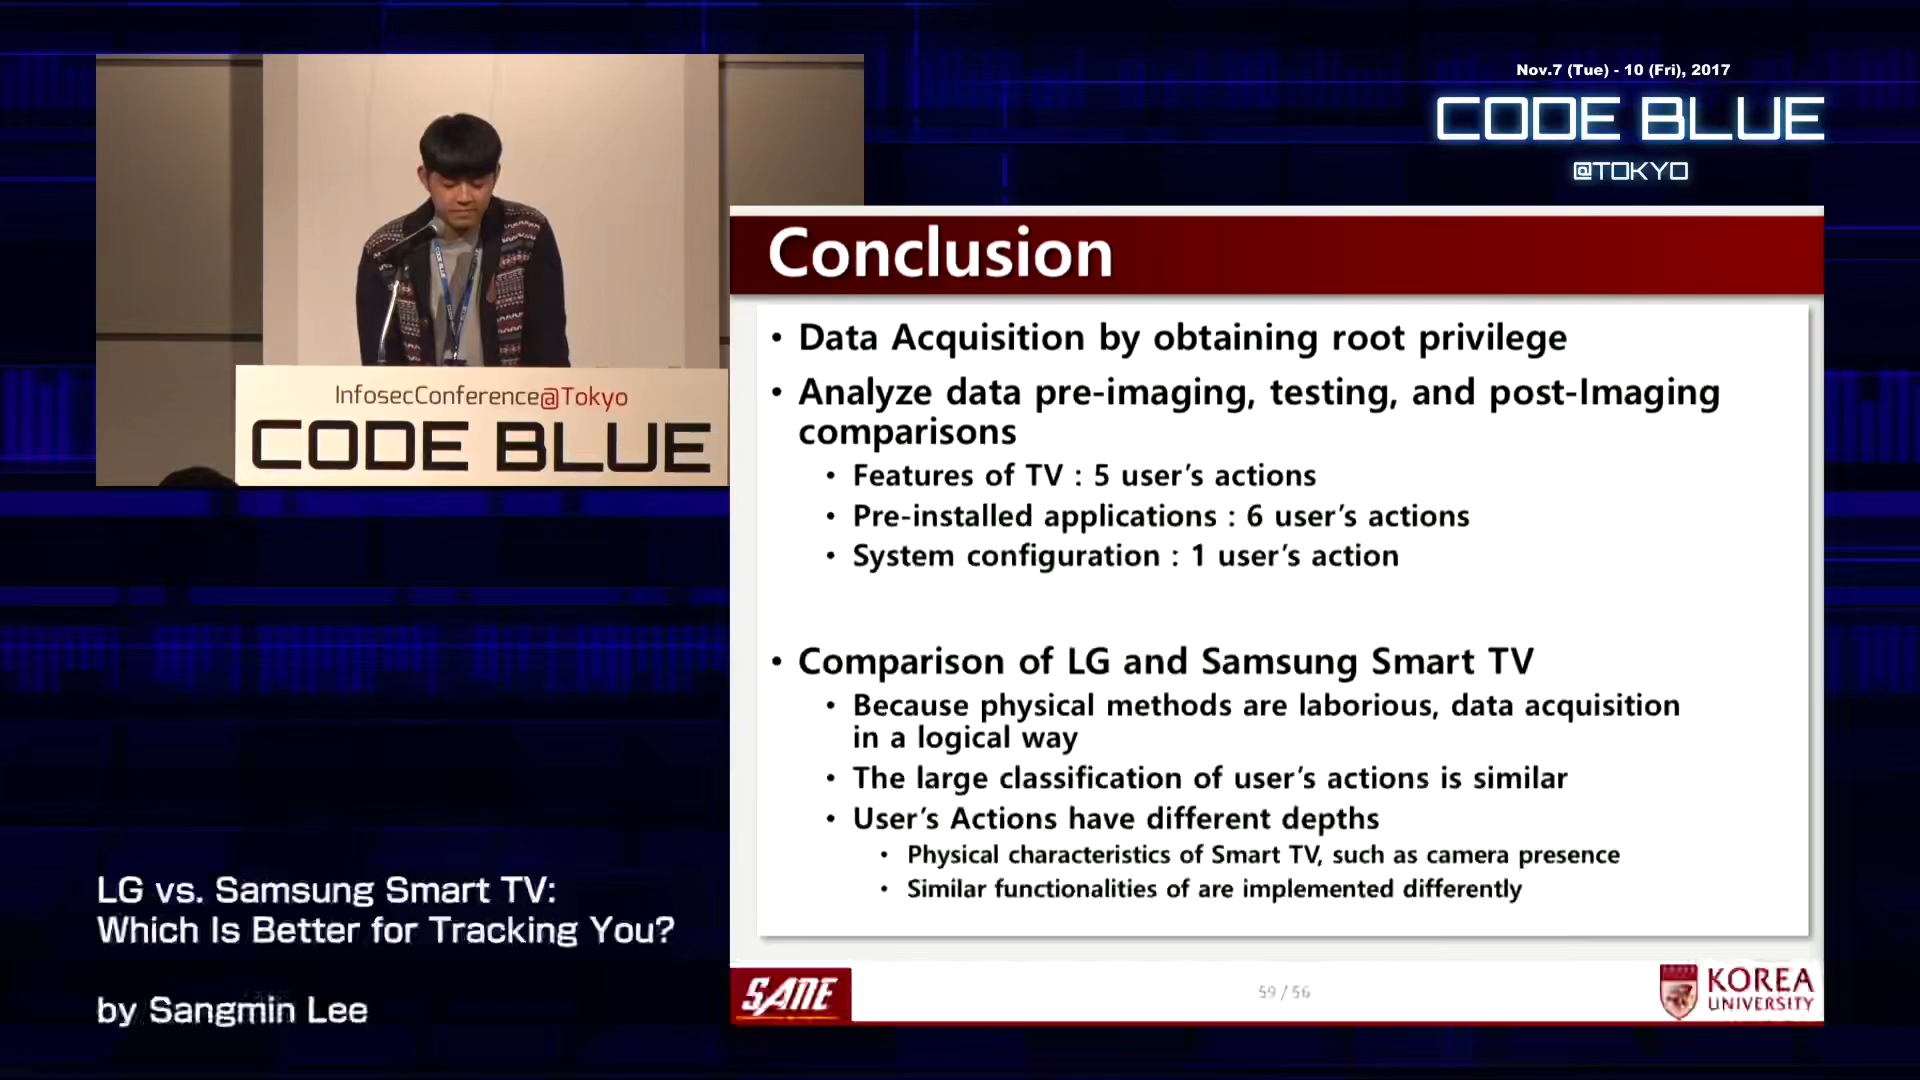 Nov.7 (Tue) - 10 (Fri), 2017
CODE BLUE
@TOKYO
InfosecConference@Tokyo
CODE BLUE
CODE BLUE
Conclusion
• Data Acquisition by obtaining root privilege
• Analyze data pre-imaging, testing, and post-Imaging
comparisons
• Features of TV : 5 user's actions
• Pre-installed applications : 6 user's actions
• System configuration : 1 user's action
• Comparison of LG and Samsung Smart TV
• Because physical methods are laborious, data acquisition
in a logical way
• The large classification of user's actions is similar
• User's Actions have different depths
• Physical characteristics of Smart TV, such as camera presence
• Similar functionalities of are implemented differently
SANE
59 / 56
KOREA
UNIVERSITY
LG vs. Samsung Smart TV:
Which Is Better for Tracking You?
by Sangmin Lee